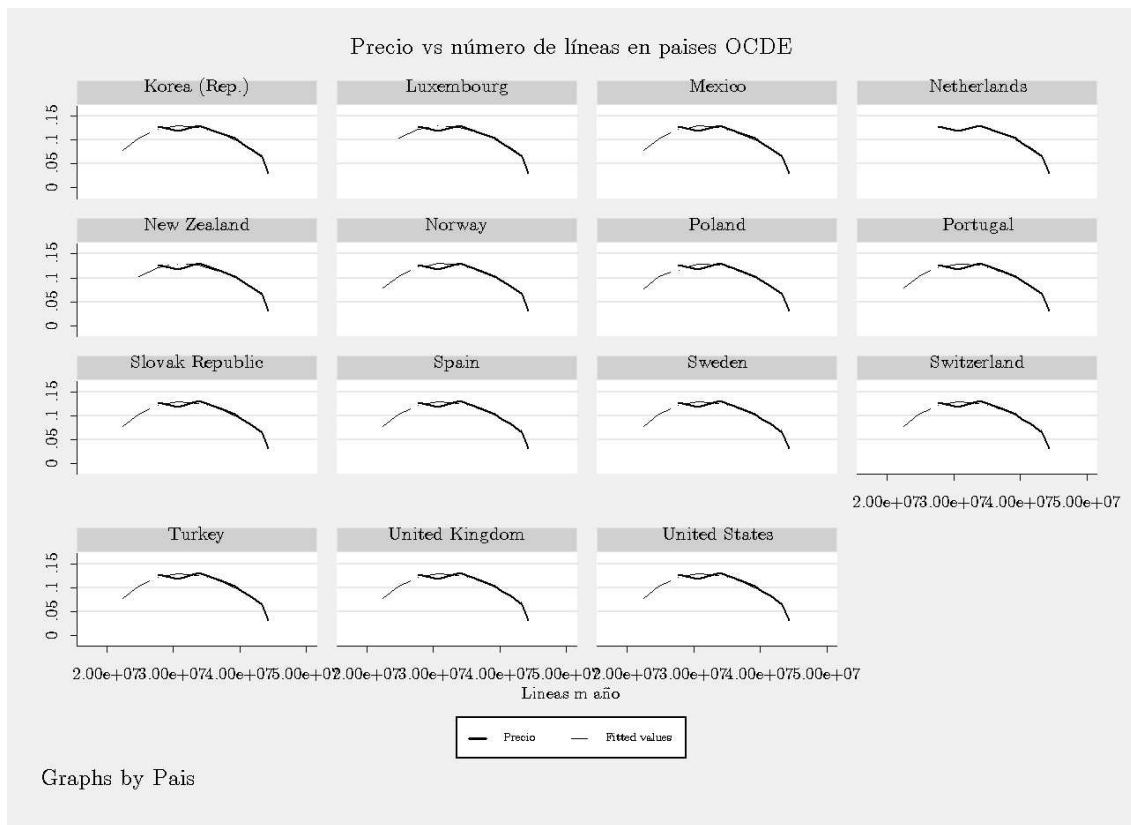 Precio vs número de líneas en paises OCDE
Korea (Rep.) Luxembourg Mexico Netherlands
0 .05 .1 .15
New Zealand Norway Poland Portugal
0 .05 .1 .15
Slovak Republic Spain Sweden Switzerland
0 .05 .1 .15
2.00e+07 3.00e+07 4.00e+07 5.00e+07
Turkey United Kingdom United States
0 .05 .1 .15
2.00e+07 3.00e+07 4.00e+07 5.00e+07 2.00e+07 3.00e+07 4.00e+07 5.00e+07 2.00e+07 3.00e+07 4.00e+07 5.00e+07
Lineas m año
Precio Fitted values
Graphs by Pais